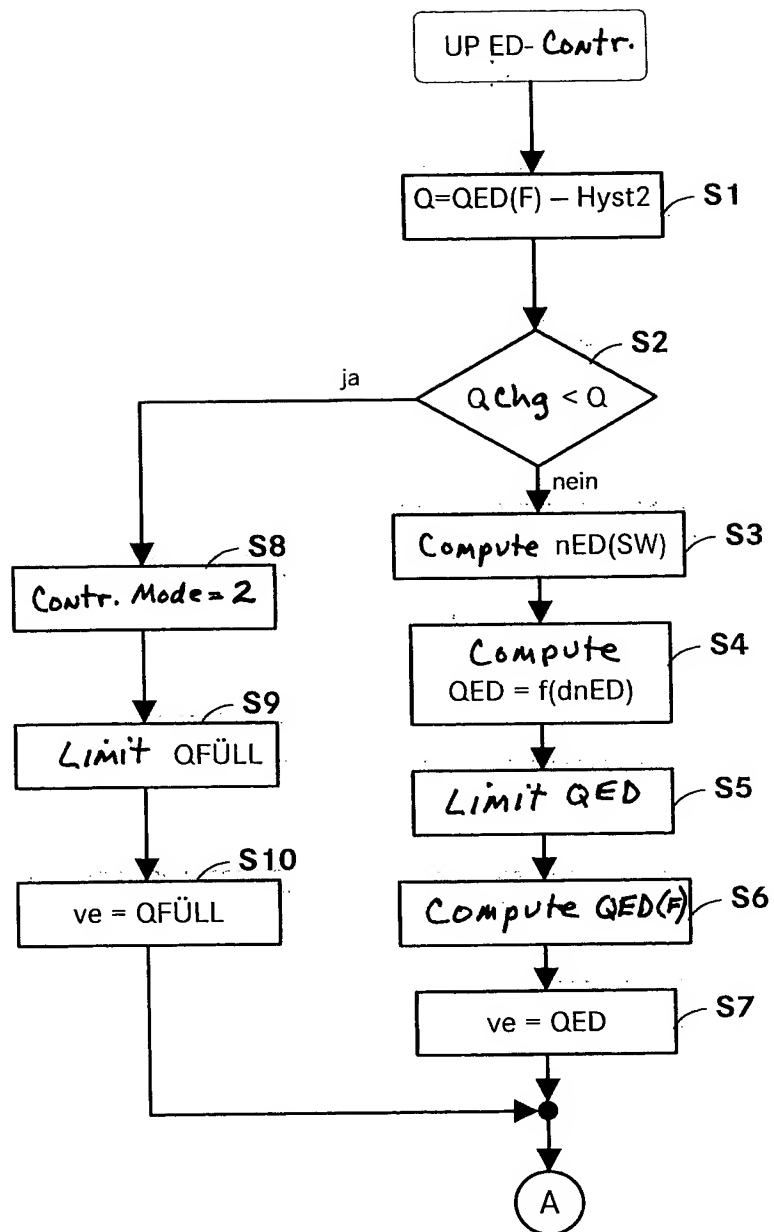 UP ED- Contr.
Q=QED(F) – Hyst2
S1
S2
ja
QChg < Q
nein
Compute nED(SW)
S3
S8
Contr. Mode=2
Compute
QED = f(dnED)
S4
S9
Limit QFÜLL
Limit QED
S5
S10
ve = QFÜLL
Compute QED(F)
S6
ve = QED
S7
A